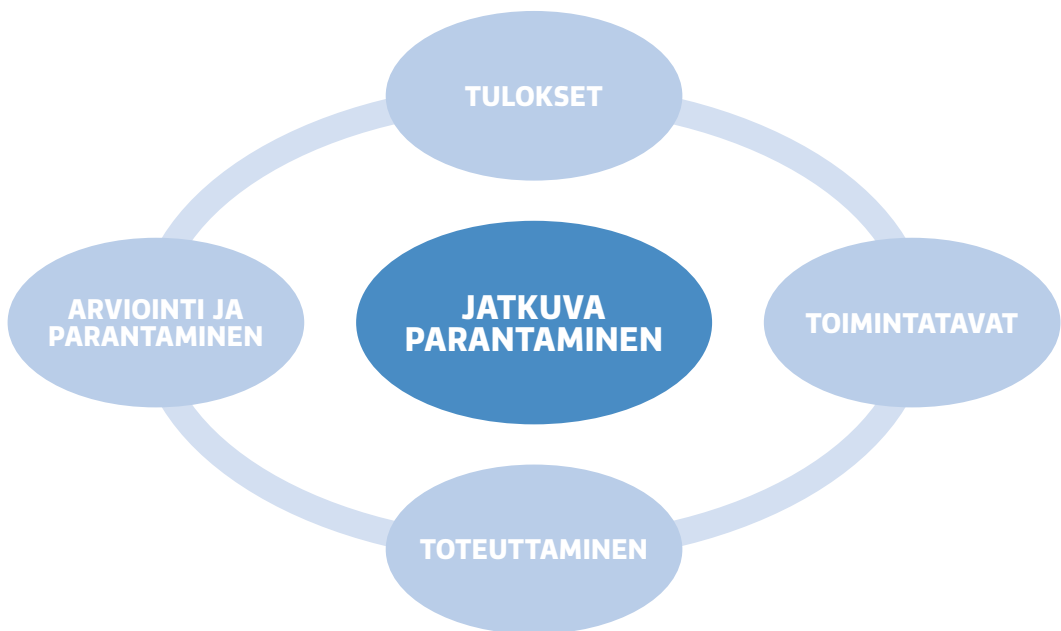 TULOKSET
ARVIOINTI JA
PARANTAMINEN
JATKUVA
PARANTAMINEN
TOIMINTATAVAT
TOTEUTTAMINEN